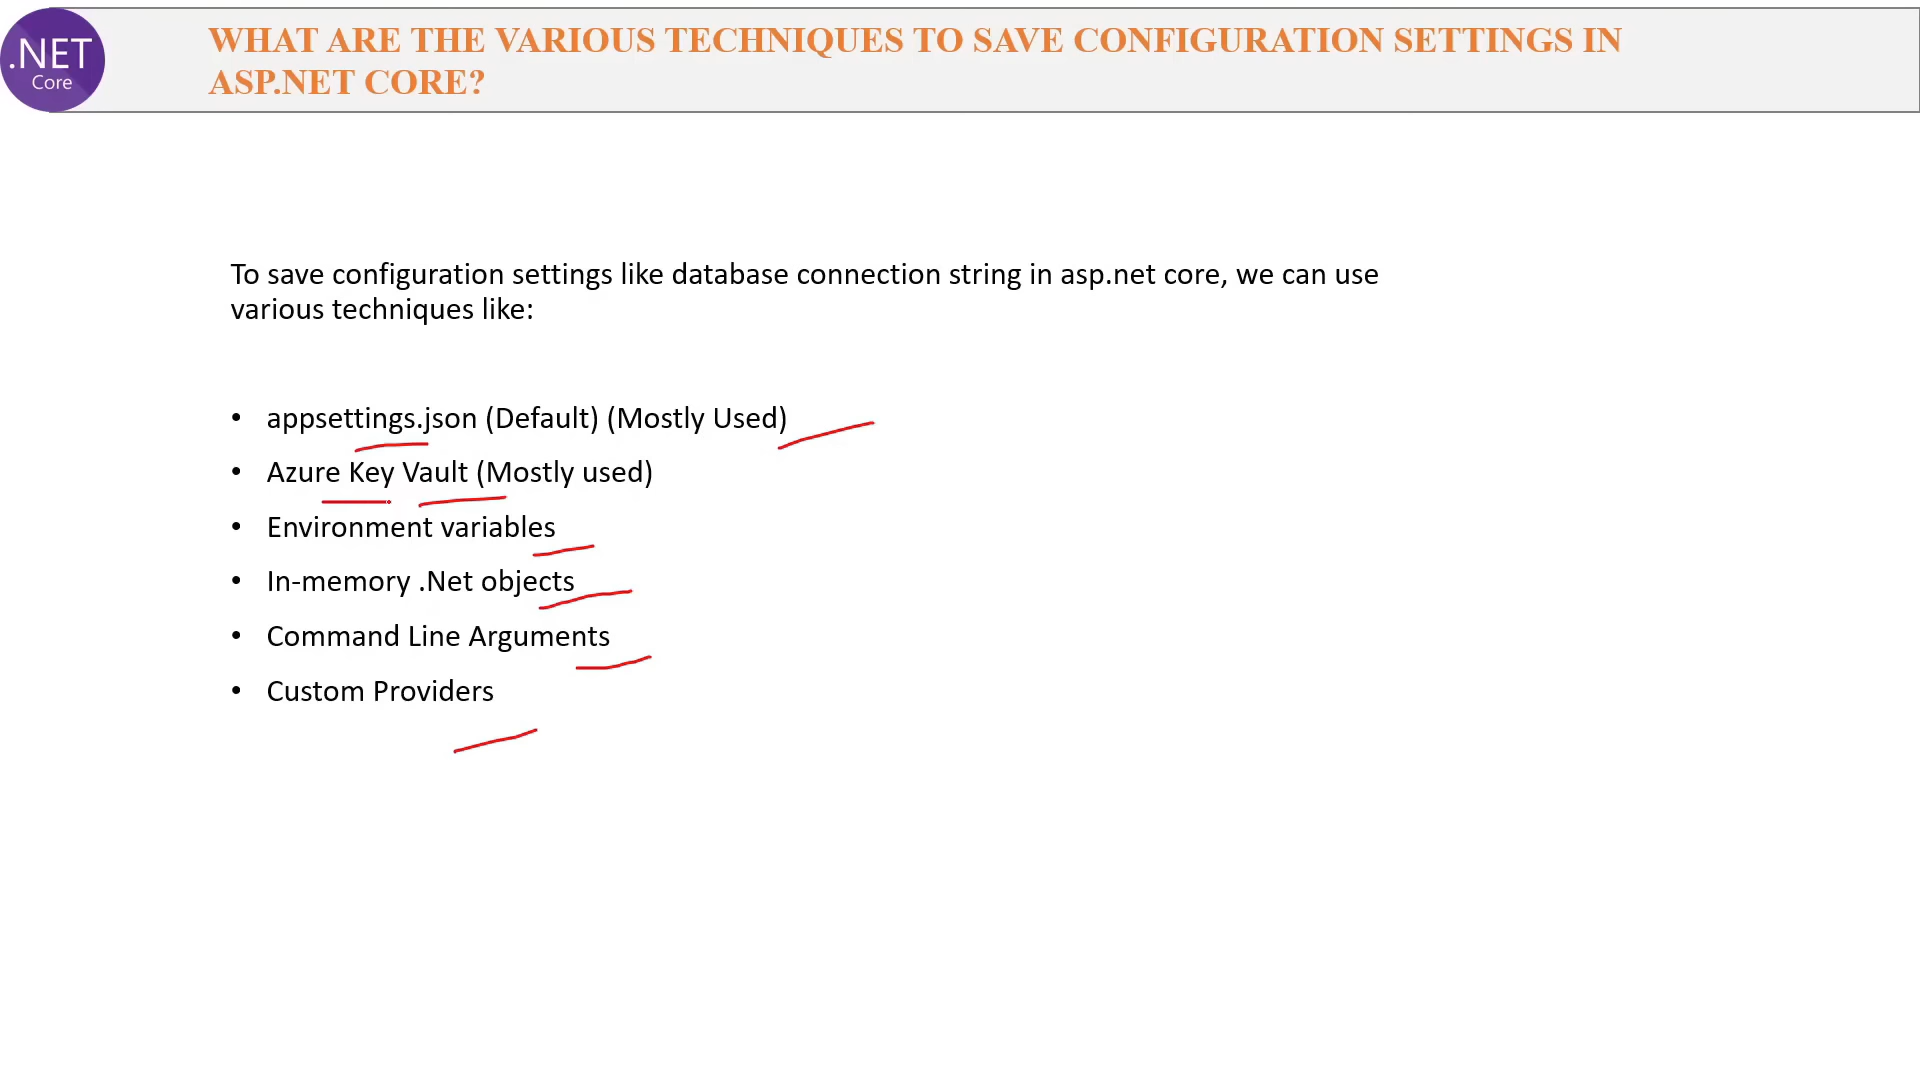 .NET
Core
WHAT ARE THE VARIOUS TECHNIQUES TO SAVE CONFIGURATION SETTINGS IN
ASP.NET CORE?
To save configuration settings like database connection string in asp.net core, we can use
various techniques like:
• appsettings.json (Default) (Mostly Used)
• Azure Key Vault (Mostly used)
• Environment variables
• In-memory .Net objects
• Command Line Arguments
• Custom Providers